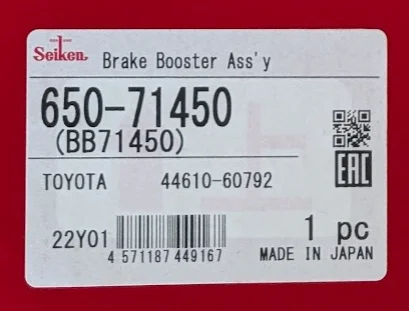 Seiken Brake Booster Ass'y
650-71450
(BB71450)
EAC
TOYOTA 44610-60792
22Y01 1 pc
4 571187 449167 MADE IN JAPAN